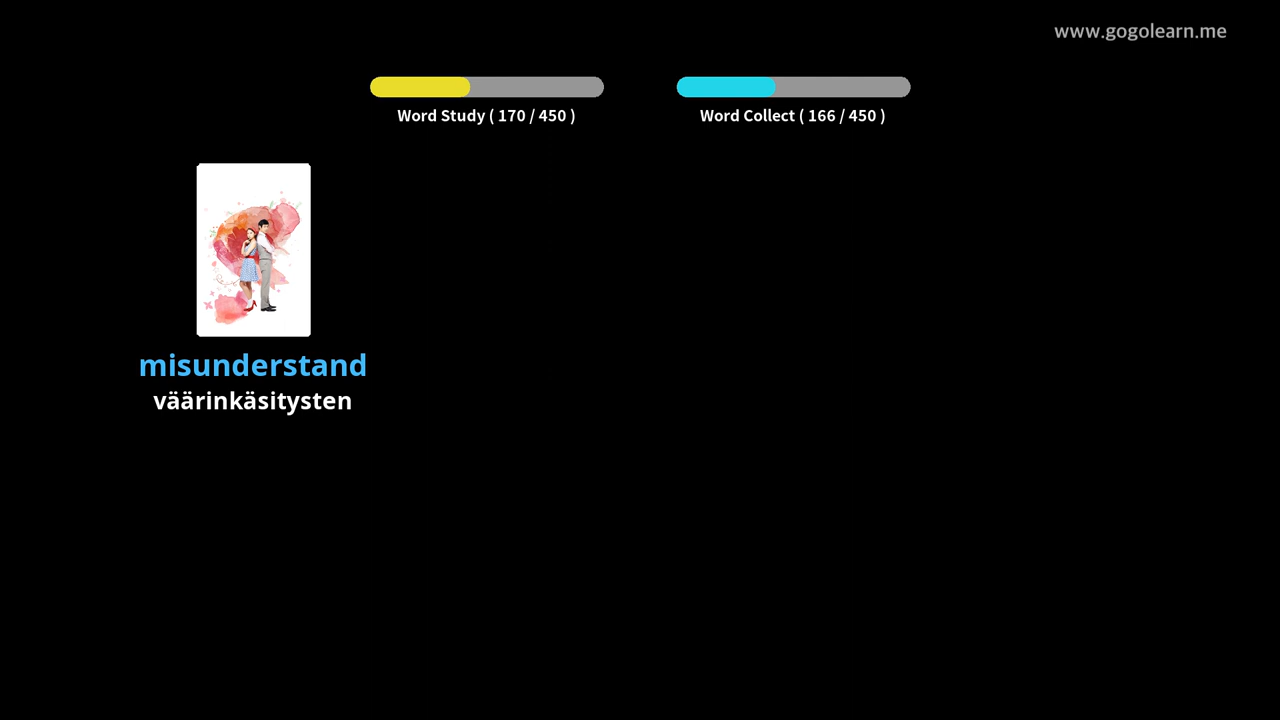 www.gogolearn.me
Word Study ( 170 / 450 )
Word Collect ( 166 / 450 )
misunderstand
väärinkäsitysten